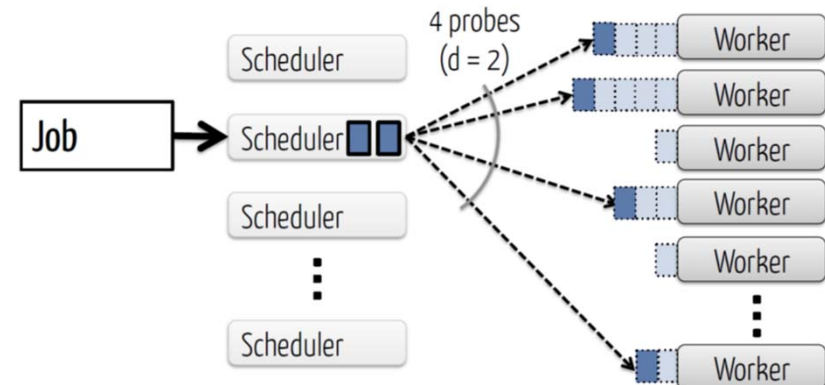 4 probes
(d = 2)
Job
Scheduler
Scheduler
Scheduler
Scheduler
Worker
Worker
Worker
Worker
Worker
Worker